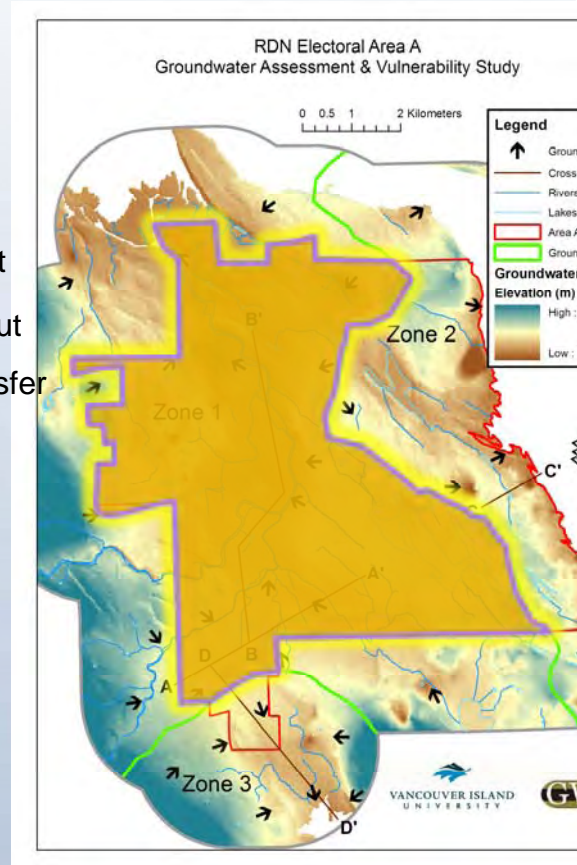 t
ut
sfer
RDN Electoral Area A
Groundwater Assessment & Vulnerability Study
0 0.5 1 2 Kilometers
Legend
Groun
Cross
Rivers
Lakes
Area A
Groun
Groundwater
Elevation (m)
High :
Low :
B'
Zone 2
Zone 1
C'
A'
D
B
A
Zone 3
D'
VANCOUVER ISLAND
UNIVERSITY